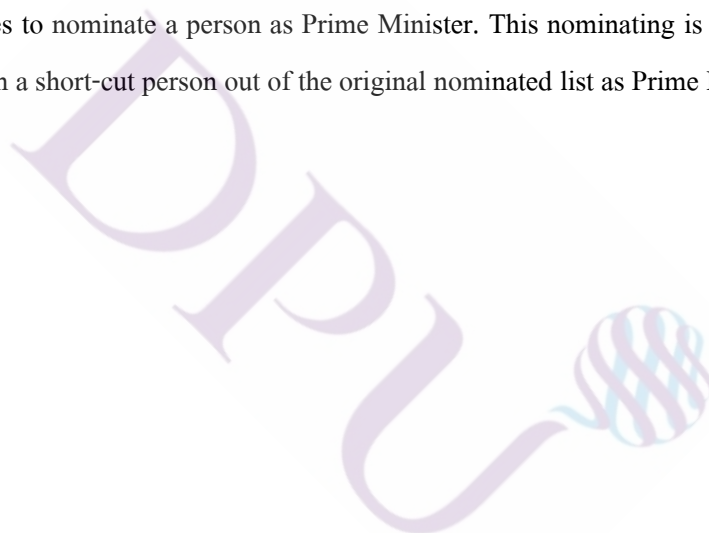 es to nominate a person as Prime Minister. This nominating is
a short-cut person out of the original nominated list as Prime
DPU